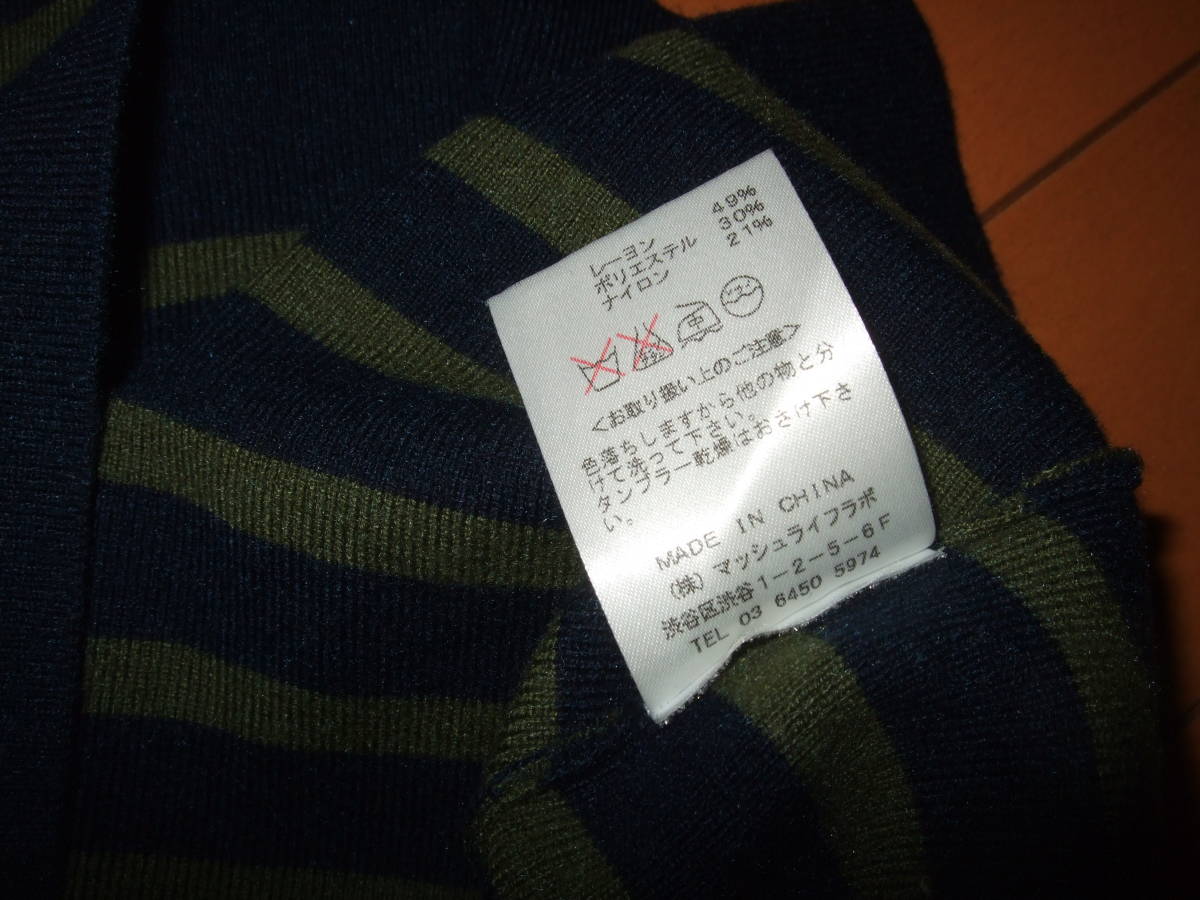 レーヨン 49%
ポリエステル 30%
ナイロン 21%
中
<お取り扱い上のご注意>
色落ちしますから他の物と分
けて洗って下さい。
タンブラー乾燥はおさけ下さ
い。
MADE IN CHINA
(株)マッシュライフラボ
渋谷区渋谷1-2-5-6F
TEL 03 6450 5974